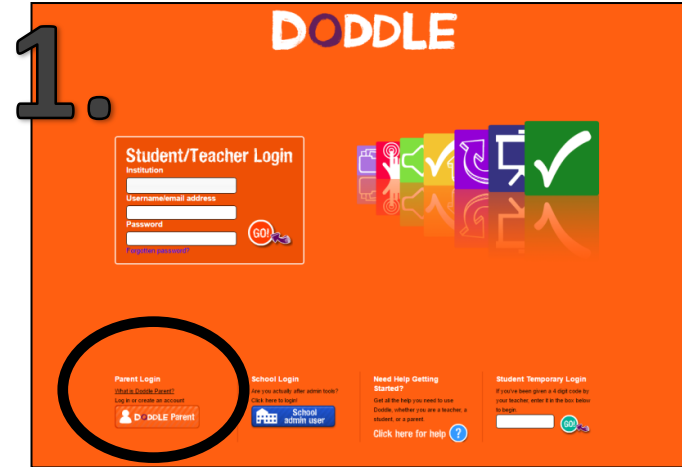 1.
DODDLE
Student/Teacher Login
Institution
Username/email address
Password
GO!
Forgotten password?
Parent Login
What is Doddle Parent?
Log in or create an account
DODDLE Parent
School Login
Are you actually after admin tools?
Click here to login!
School
admin user
Need Help Getting
Started?
Get all the help you need to use
Doddle, whether you are a teacher, a
student, or a parent
Click here for help ?
Student Temporary Login
If you've been given a 4 digit code by
your teacher, enter it in the box below
to begin
GO!